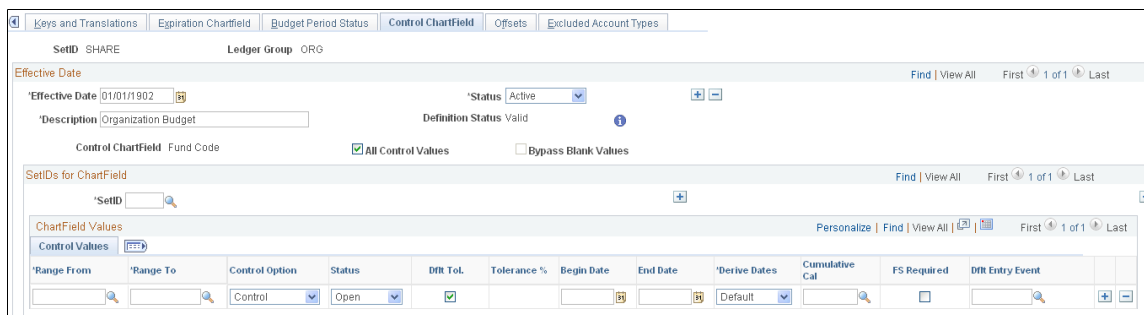 Keys and Translations Expiration Chartfield Budget Period Status Control ChartField Offsets Excluded Account Types
SetID SHARE Ledger Group ORG
Effective Date Find | View All First 1 of 1 Last
*Effective Date 01/01/1902 31 *Status Active
*Description Organization Budget Definition Status Valid
Control ChartField Fund Code All Control Values Bypass Blank Values
SetIDs for ChartField Find | View All First 1 of 1 Last
*SetID
ChartField Values Personalize | Find | View All | | First 1 of 1 Last
Control Values
*Range From *Range To Control Option Status Dflt Tol. Tolerance % Begin Date End Date *Derive Dates Cumulative Cal FS Required Dflt Entry Event
Control Open 31 31 Default